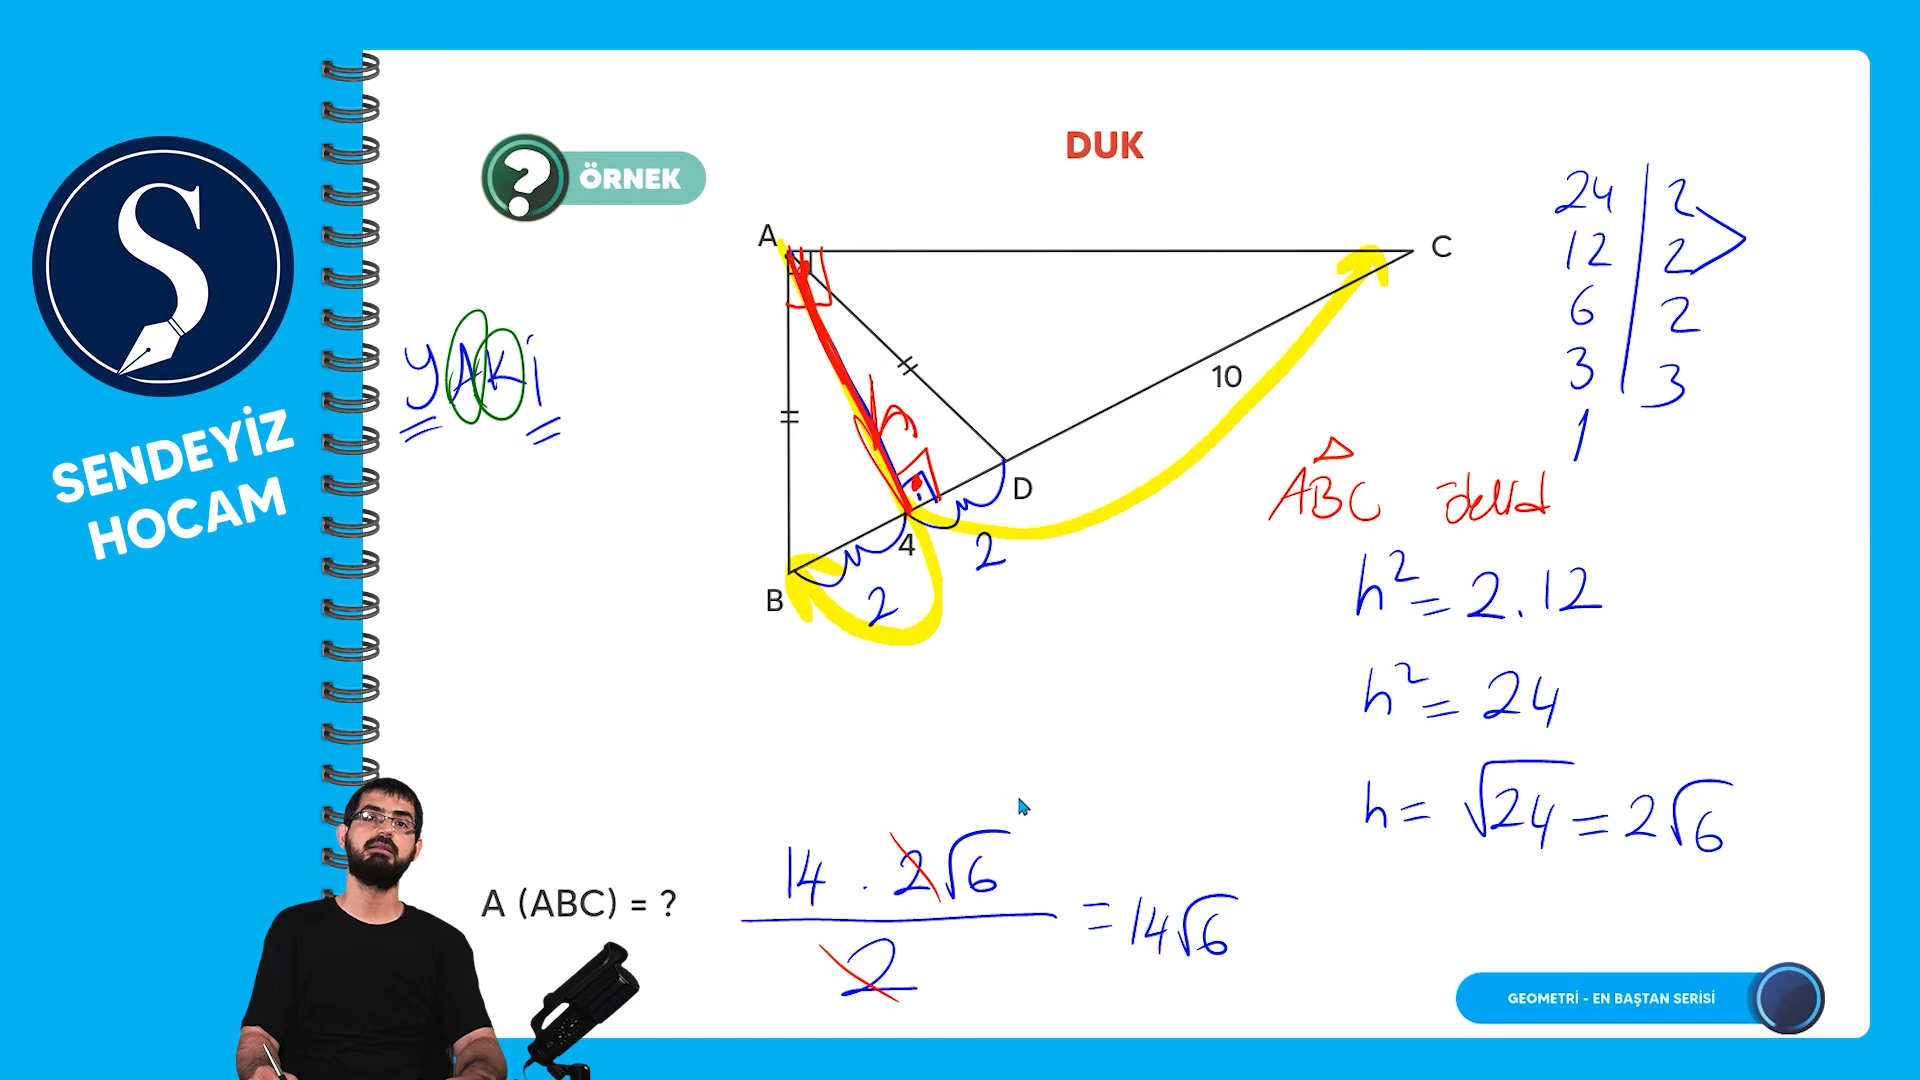 DUK
ÖRNEK
SENDEYİZ
HOCAM
YAKİ
A
C
10
D
4
2
2
B
24 2
12 2
6 2
3 3
1
ABC
h² = 2.12
h² = 24
h = √24 = 2√6
A (ABC) = ?
14 . 2√6
2
= 14√6
GEOMETRİ - EN BAŞTAN SERİSİ